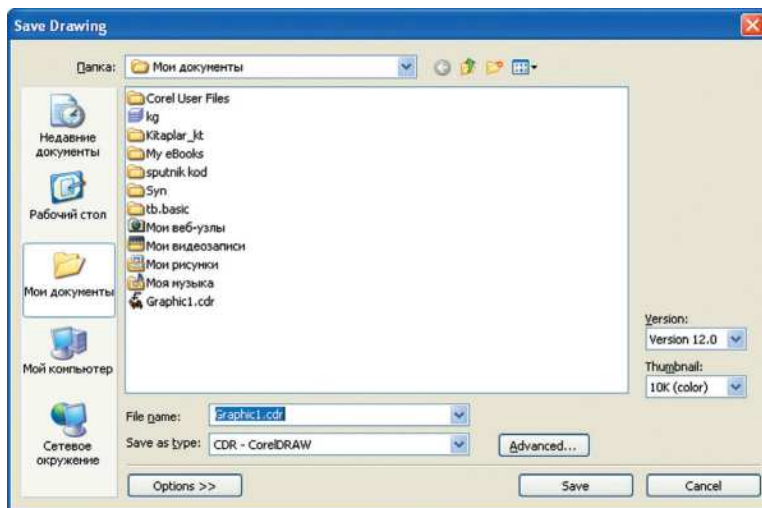 Save Drawing
Папка:
Мои документы
Недавние
документы
Рабочий стол
Мои документы
Мой компьютер
Сетевое
окружение
Corel User Files
kg
Kitaplar_kt
My eBooks
sputnik kod
Syn
tb.basic
Мои веб-узлы
Мои видеозаписи
Мои рисунки
Моя музыка
Graphic1.cdr
Version:
Version 12.0
Thumbnail:
10K (color)
File name:
Graphic1.cdr
Save as type:
CDR - CorelDRAW
Advanced...
Options >>
Save
Cancel